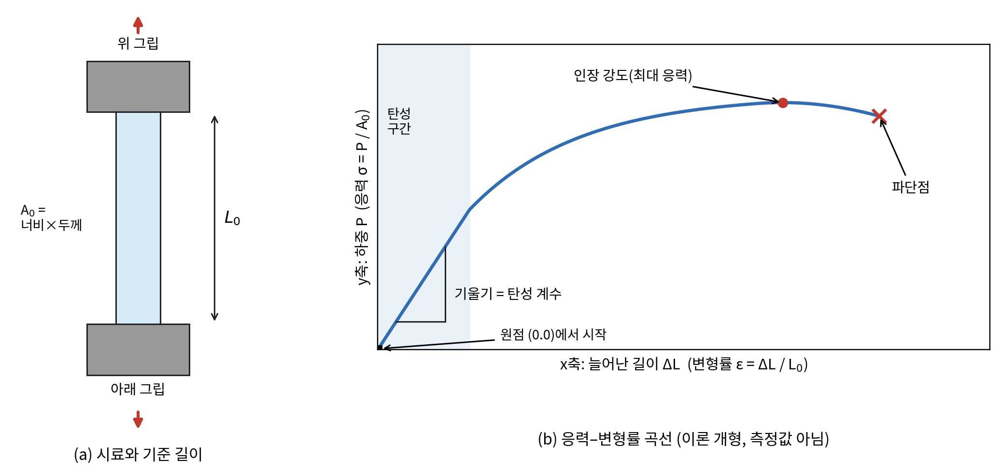 위 그립
A₀ =
너비×두께
L₀
아래 그립
(a) 시료와 기준 길이
y축: 하중 P (응력 σ = P / A₀)
탄성
구간
인장 강도(최대 응력)
파단점
기울기 = 탄성 계수
원점 (0.0)에서 시작
x축: 늘어난 길이 ΔL (변형률 ε = ΔL / L₀)
(b) 응력–변형률 곡선 (이론 개형, 측정값 아님)